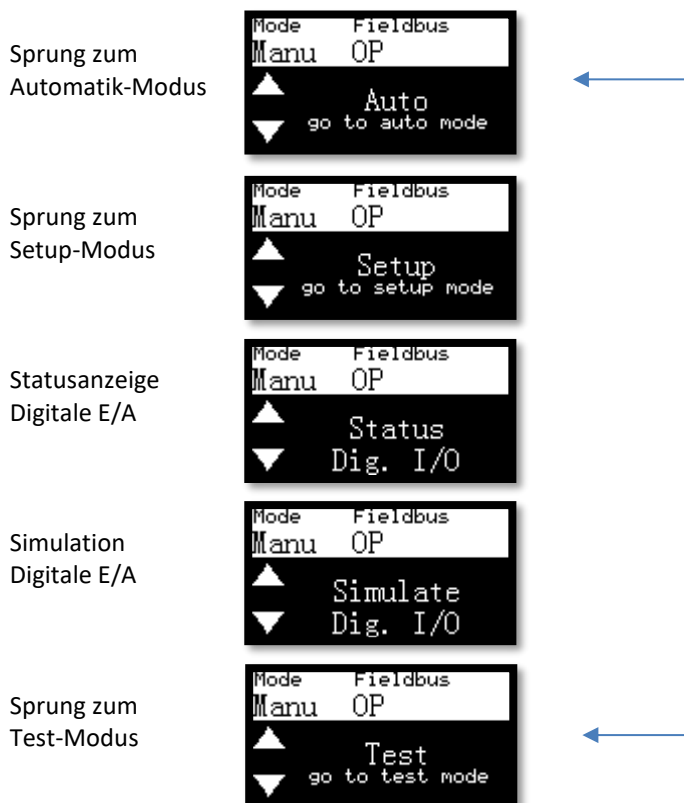 Sprung zum
Automatik-Modus
Mode Fieldbus
Manu OP
Auto
go to auto mode
Sprung zum
Setup-Modus
Mode Fieldbus
Manu OP
Setup
go to setup mode
Statusanzeige
Digitale E/A
Mode Fieldbus
Manu OP
Status
Dig. I/O
Simulation
Digitale E/A
Mode Fieldbus
Manu OP
Simulate
Dig. I/O
Sprung zum
Test-Modus
Mode Fieldbus
Manu OP
Test
go to test mode